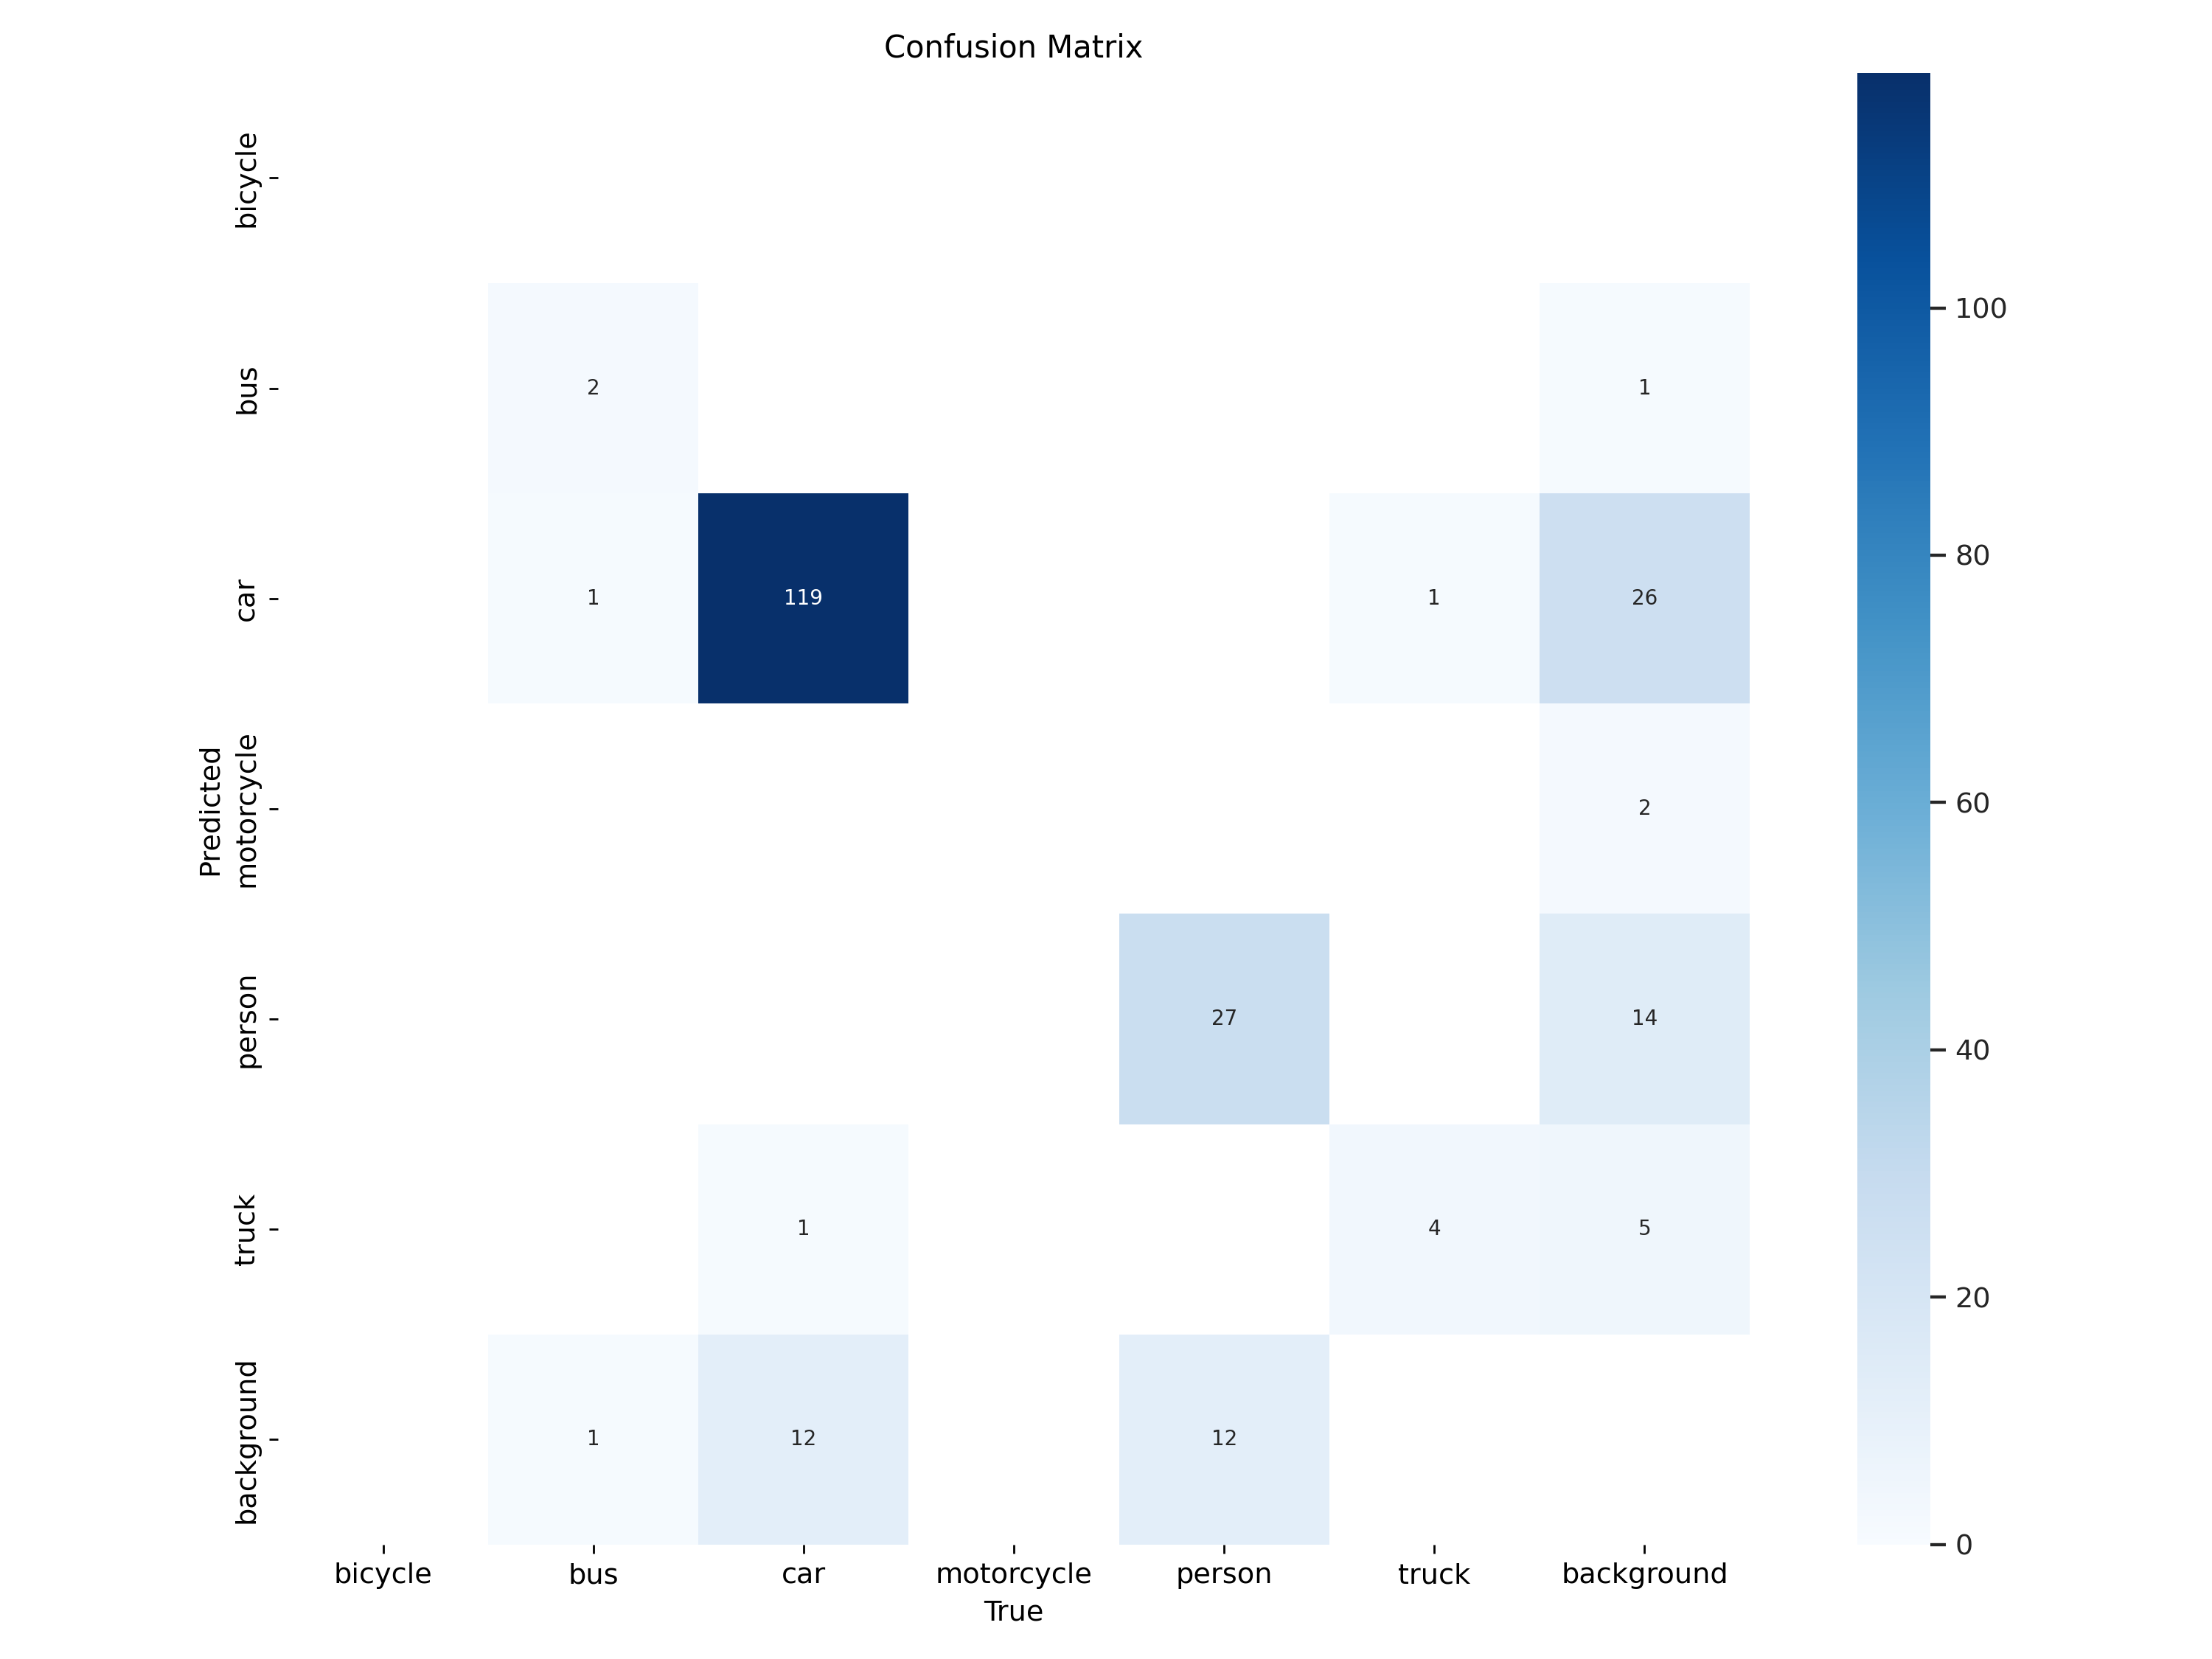 Confusion Matrix
bicycle
bus
2
1
100
80
car
1
119
1
26
Predicted
motorcycle
2
60
person
27
14
40
truck
1
4
5
20
background
1
12
12
0
bicycle
bus
car
motorcycle
person
truck
background
True